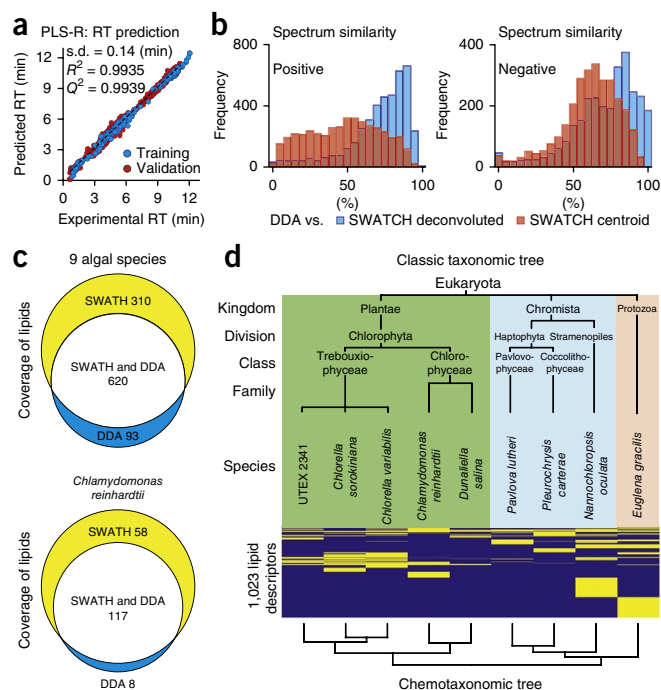 a
PLS-R: RT prediction
s.d. = 0.14 (min)
R² = 0.9935
Q² = 0.9939
Predicted RT (min)
12
9
6
3
0
Training
Validation
0 3 6 9 12
Experimental RT (min)
b
Spectrum similarity
Positive
Frequency
800
400
0
0 50 100
(%)
Spectrum similarity
Negative
Frequency
400
200
0
0 50 100
(%)
DDA vs. SWATCH deconvoluted SWATCH centroid
c
9 algal species
Coverage of lipids
SWATH 310
SWATH and DDA
620
DDA 93
Chlamydomonas
reinhardtii
Coverage of lipids
SWATH 58
SWATH and DDA
117
DDA 8
d
Classic taxonomic tree
Eukaryota
Kingdom
Plantae
Chromista
Protozoa
Division
Chlorophyta
Haptophyta
Stramenopiles
Class
Trebouxio-
phyceae
Chloro-
phyceae
Pavlovo-
phyceae
Coccolitho-
phyceae
Family
Species
UTEX 2341
Chlorella
sorokiniana
Chlorella variabilis
Chlamydomonas
reinhardtii
Dunaliella
salina
Pavlova lutheri
Pleurochrysis
carterae
Nannochloropsis
oculata
Euglena gracilis
1,023 lipid
descriptors
Chemotaxonomic tree